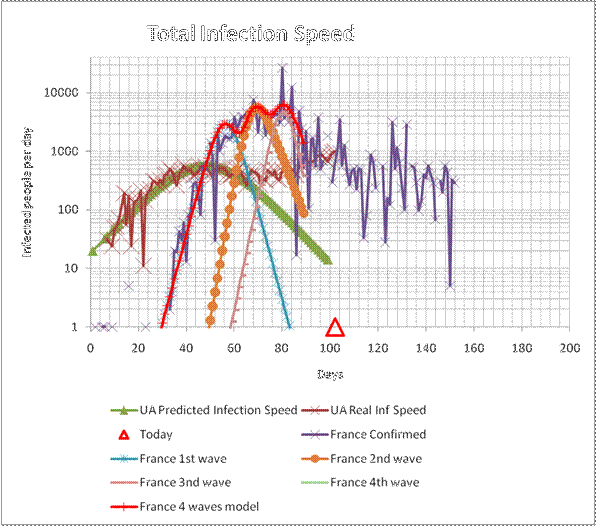 Total Infection Speed
Infected people per day
10000
1000
100
10
1
0 20 40 60 80 100 120 140 160 180 200
Days
UA Predicted Infection Speed UA Real Inf Speed
Today France Confirmed
France 1st wave France 2nd wave
France 3nd wave France 4th wave
France 4 waves model